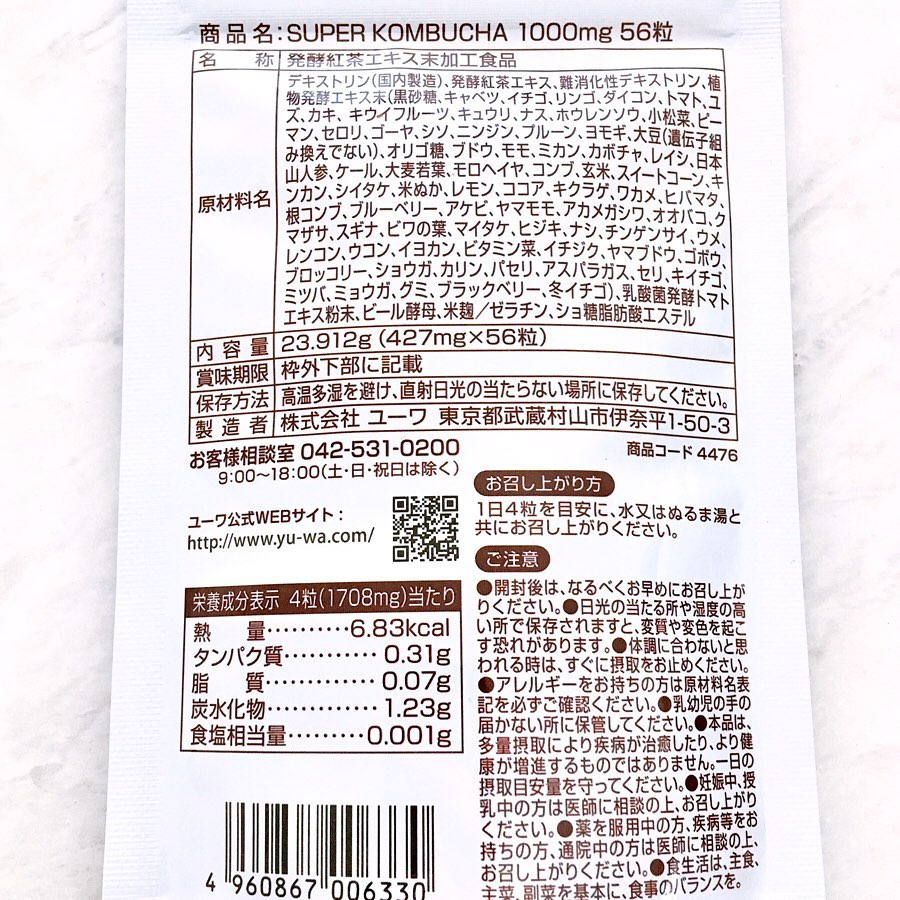 商品名:SUPER KOMBUCHA 1000mg 56粒
名 称 発酵紅茶エキス末加工食品
原材料名
デキストリン(国内製造)、発酵紅茶エキス、難消化性デキストリン、植
物発酵エキス末(黒砂糖、キャベツ、イチゴ、リンゴ、ダイコン、トマト、ユ
ズ、カキ、キウイフルーツ、キュウリ、ナス、ホウレンソウ、小松菜、ピー
マン、セロリ、ゴーヤ、シソ、ニンジン、プルーン、ヨモギ、大豆(遺伝子組
み換えでない)、オリゴ糖、ブドウ、モモ、ミカン、カボチャ、レイシ、日本
山人参、ケール、大麦若葉、モロヘイヤ、コンブ、玄米、スイートコーン、キ
ンカン、シイタケ、米ぬか、レモン、ココア、キクラゲ、ワカメ、ヒバマタ、
根コンブ、ブルーベリー、アケビ、ヤマモモ、アカメガシワ、オオバコ、ク
マザサ、スギナ、ビワの葉、マイタケ、ヒジキ、ナシ、チンゲンサイ、ウメ、
レンコン、ウコン、イヨカン、ビタミン菜、イチジク、ヤマブドウ、ゴボウ、
ブロッコリー、ショウガ、カリン、パセリ、アスパラガス、セリ、キイチゴ、
ミツバ、ミョウガ、グミ、ブラックベリー、冬イチゴ)、乳酸菌発酵トマト
エキス粉末、ビール酵母、米麹/ゼラチン、ショ糖脂肪酸エステル
内容量 23.912g(427mg×56粒)
賞味期限 枠外下部に記載
保存方法 高温多湿を避け、直射日光の当たらない場所に保存してください。
製造者 株式会社 ユーワ 東京都武蔵村山市伊奈平1-50-3
お客様相談室 042-531-0200
9:00〜18:00(土・日・祝日は除く)
商品コード 4476
ユーワ公式WEBサイト:
http://www.yu-wa.com/
栄養成分表示 4粒(1708mg)当たり
熱 量‥‥‥‥6.83kcal
タンパク質‥‥‥‥ 0.31g
脂 質‥‥‥‥‥ 0.07g
炭水化物‥‥‥‥‥ 1.23g
食塩相当量‥‥‥‥0.001g
4 960867 006330
お召し上がり方
1日4粒を目安に、水又はぬるま湯と
共にお召し上がりください。
ご注意
●開封後は、なるべくお早めにお召し上が
りください。●日光の当たる所や湿度の高
い所で保存されますと、変質や変色を起こ
す恐れがあります。●体調に合わないと思
われる時は、すぐに摂取をお止めください。
●アレルギーをお持ちの方は原材料名表
記を必ずご確認ください。●乳幼児の手の
届かない所に保管してください。●本品は、
多量摂取により疾病が治癒したり、より健
康が増進するものではありません。一日の
摂取目安量を守ってください。●妊娠中、授
乳中の方は医師に相談の上、お召し上がり
ください。●薬を服用中の方、疾病等をお
持ちの方、通院中の方は医師に相談の上、
お召し上がりください。●食生活は、主食、
主菜、副菜を基本に、食事のバランスを。